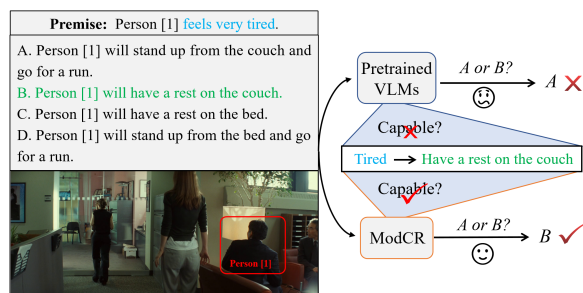 Premise: Person [1] feels very tired.
A. Person [1] will stand up from the couch and
go for a run.
B. Person [1] will have a rest on the couch.
C. Person [1] will have a rest on the bed.
D. Person [1] will stand up from the bed and go
for a run.
Person [1]
Pretrained
VLMs
A or B?
A
Capable?
Tired
Have a rest on the couch
Capable?
ModCR
A or B?
B